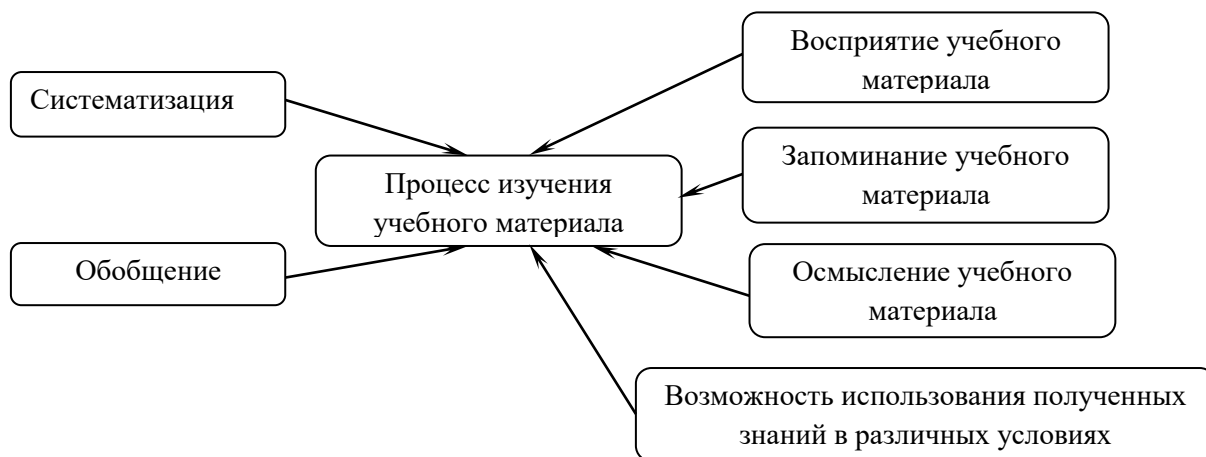 Восприятие учебного
материала
Систематизация
Запоминание учебного
материала
Процесс изучения
учебного материала
Обобщение
Осмысление учебного
материала
Возможность использования полученных
знаний в различных условиях